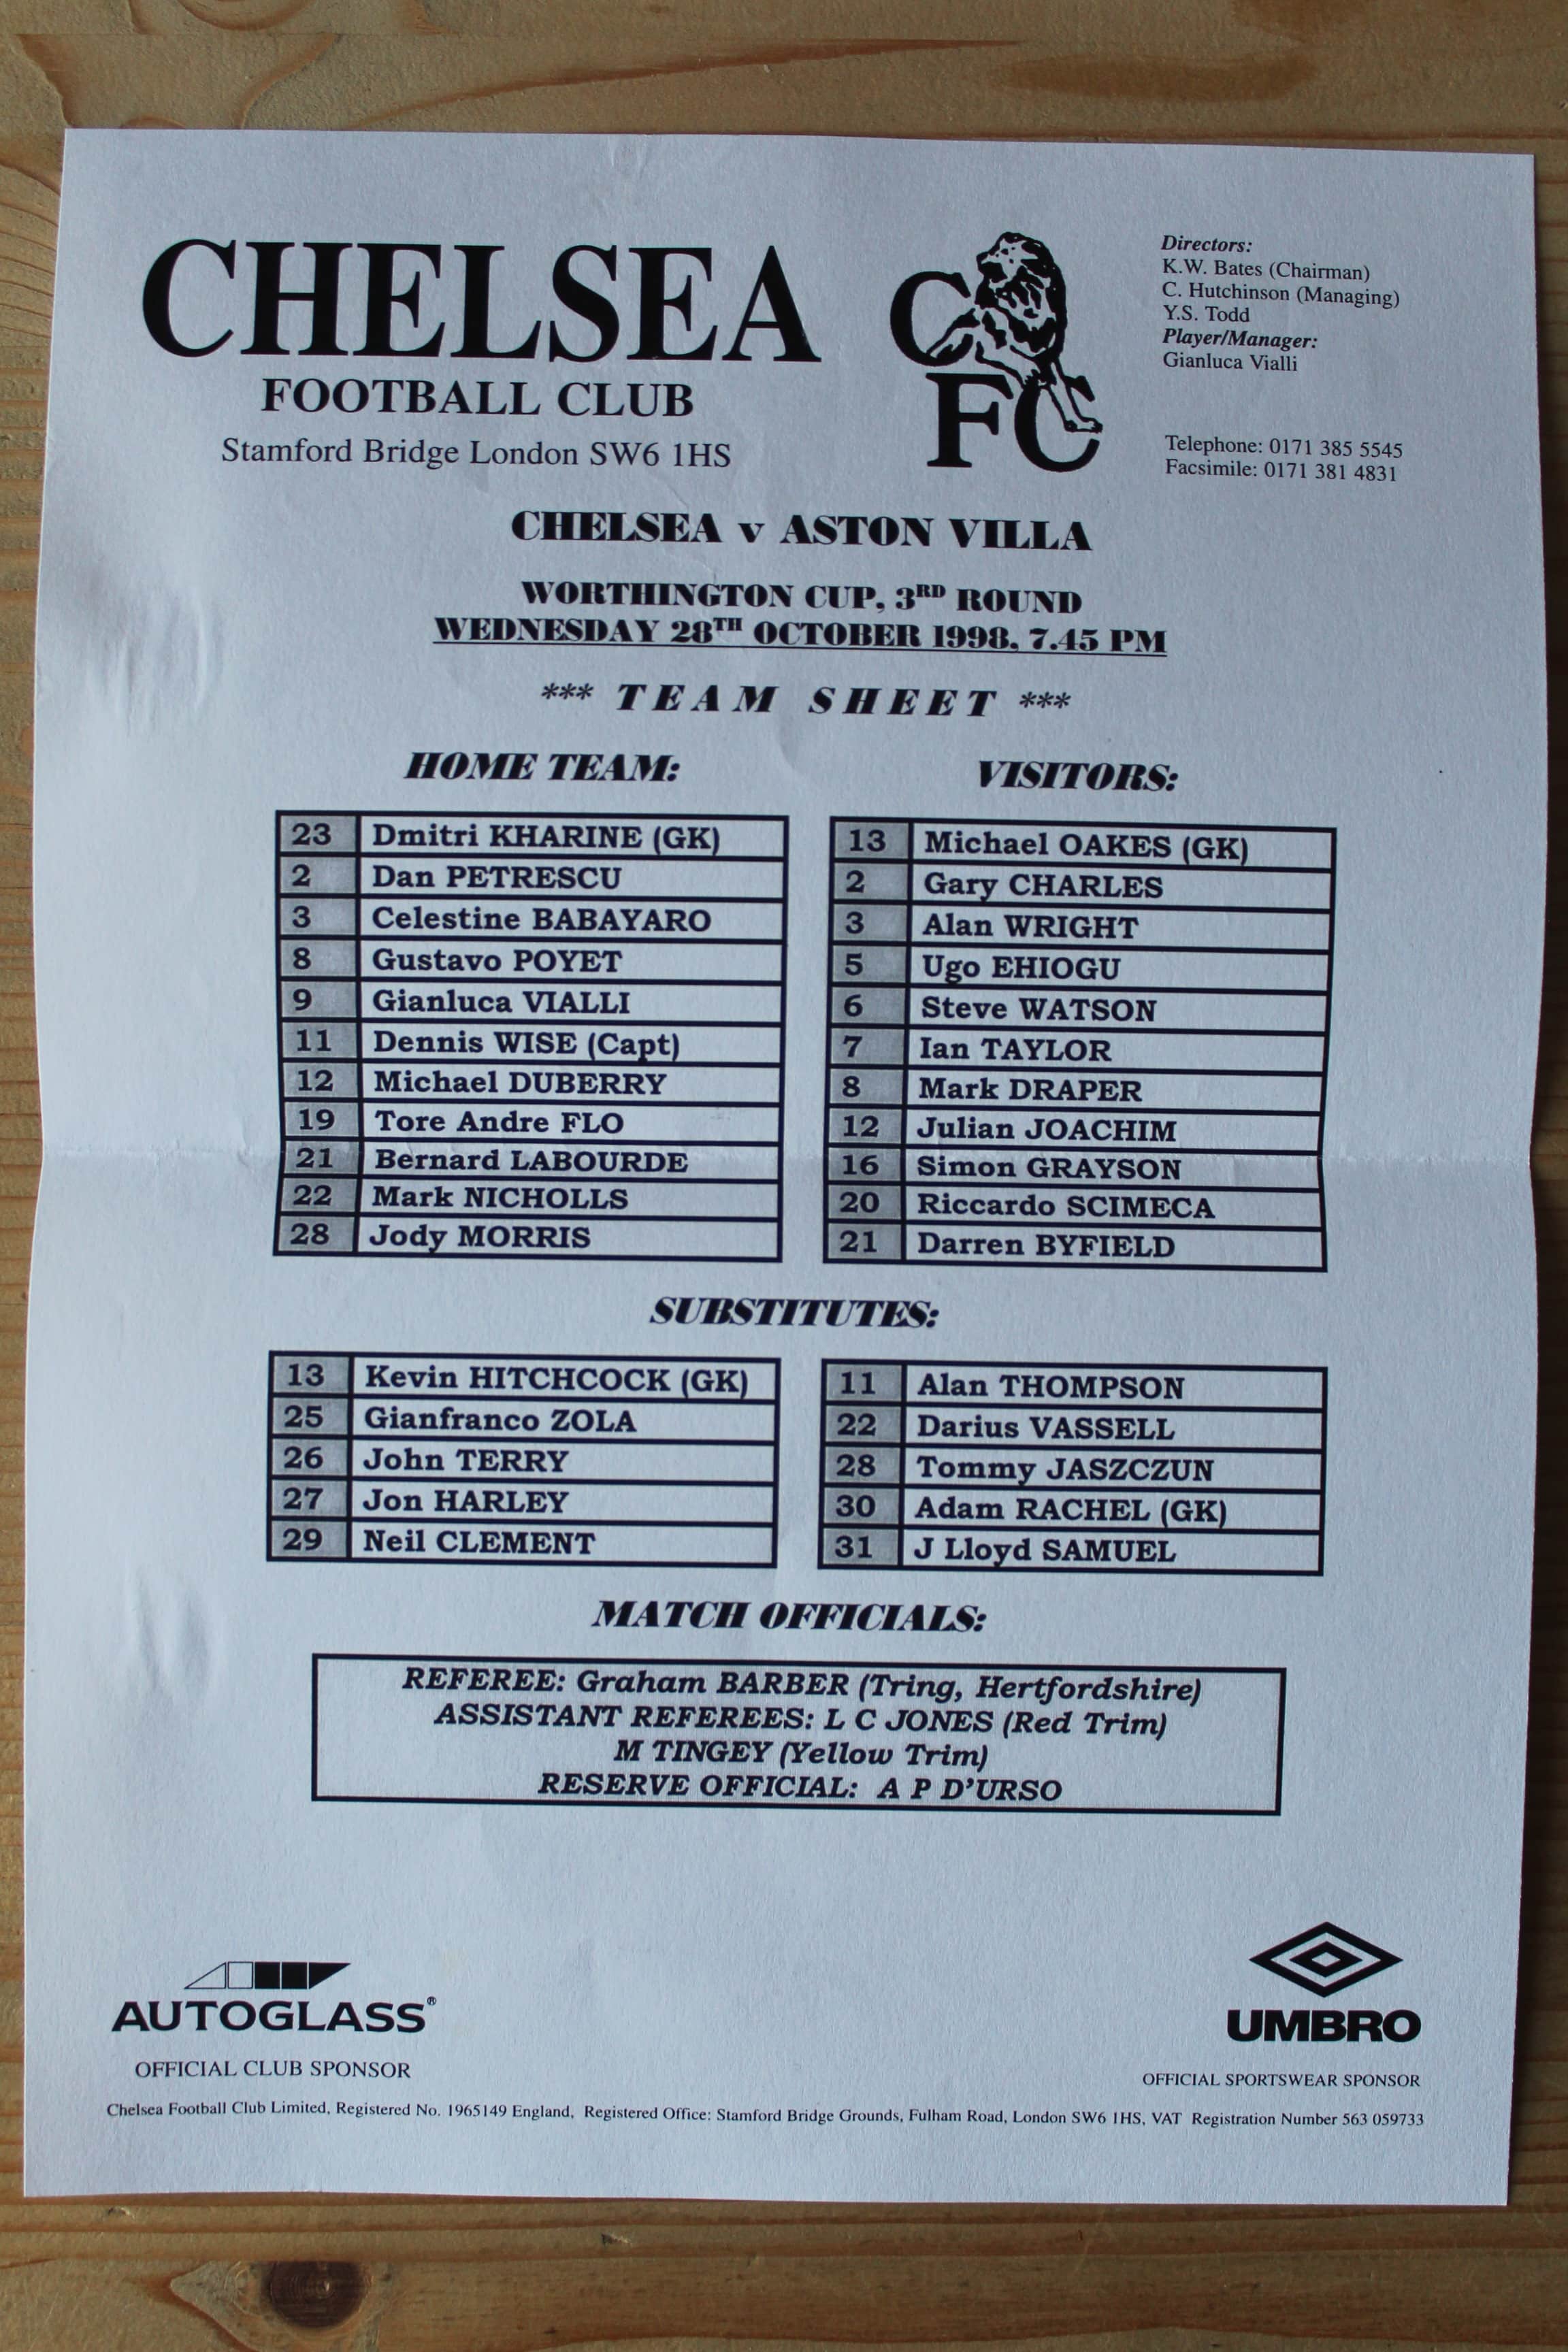 CHELSEA
FOOTBALL CLUB
Stamford Bridge London SW6 1HS
CFC
Directors:
K.W. Bates (Chairman)
C. Hutchinson (Managing)
Y.S. Todd
Player/Manager:
Gianluca Vialli
Telephone: 0171 385 5545
Facsimile: 0171 381 4831
CHELSEA v ASTON VILLA
WORTHINGTON CUP, 3RD ROUND
WEDNESDAY 28TH OCTOBER 1998, 7.45 PM
*** TEAM SHEET ***
HOME TEAM:
23 Dmitri KHARINE (GK)
2 Dan PETRESCU
3 Celestine BABAYARO
8 Gustavo POYET
9 Gianluca VIALLI
11 Dennis WISE (Capt)
12 Michael DUBERRY
19 Tore Andre FLO
21 Bernard LABOURDE
22 Mark NICHOLLS
28 Jody MORRIS
VISITORS:
13 Michael OAKES (GK)
2 Gary CHARLES
3 Alan WRIGHT
5 Ugo EHIOGU
6 Steve WATSON
7 Ian TAYLOR
8 Mark DRAPER
12 Julian JOACHIM
16 Simon GRAYSON
20 Riccardo SCIMECA
21 Darren BYFIELD
SUBSTITUTES:
13 Kevin HITCHCOCK (GK)
25 Gianfranco ZOLA
26 John TERRY
27 Jon HARLEY
29 Neil CLEMENT
11 Alan THOMPSON
22 Darius VASSELL
28 Tommy JASZCZUN
30 Adam RACHEL (GK)
31 J Lloyd SAMUEL
MATCH OFFICIALS:
REFEREE: Graham BARBER (Tring, Hertfordshire)
ASSISTANT REFEREES: L C JONES (Red Trim)
M TINGEY (Yellow Trim)
RESERVE OFFICIAL: A P D'URSO
AUTOGLASS®
OFFICIAL CLUB SPONSOR
UMBRO
OFFICIAL SPORTSWEAR SPONSOR
Chelsea Football Club Limited, Registered No. 1965149 England, Registered Office: Stamford Bridge Grounds, Fulham Road, London SW6 1HS, VAT Registration Number 563 059733